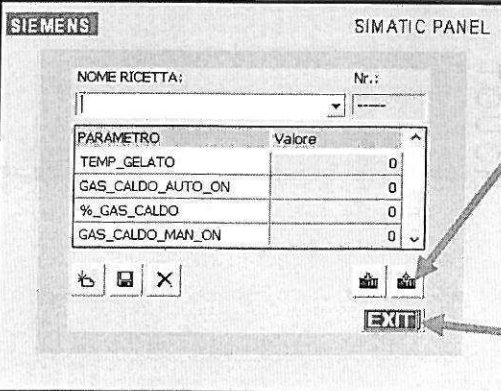 SIEMENS SIMATIC PANEL
NOME RICETTA: Nr.:
-----
PARAMETRO Valore
TEMP_GELATO 0
GAS_CALDO_AUTO_ON 0
%_GAS_CALDO 0
GAS_CALDO_MAN_ON 0
EXIT